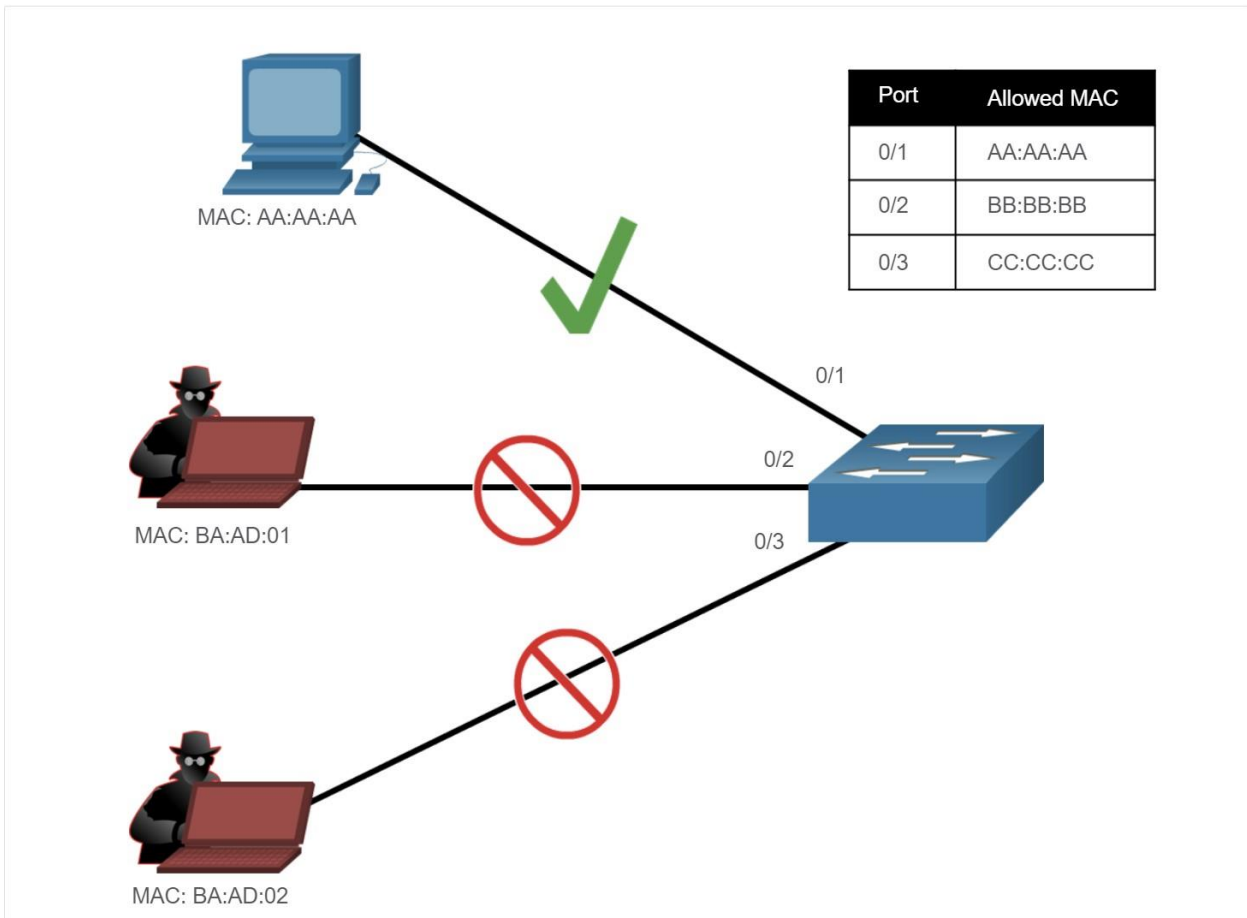 Port Allowed MAC
0/1 AA:AA:AA
0/2 BB:BB:BB
0/3 CC:CC:CC
MAC: AA:AA:AA
0/1
0/2
MAC: BA:AD:01
0/3
MAC: BA:AD:02